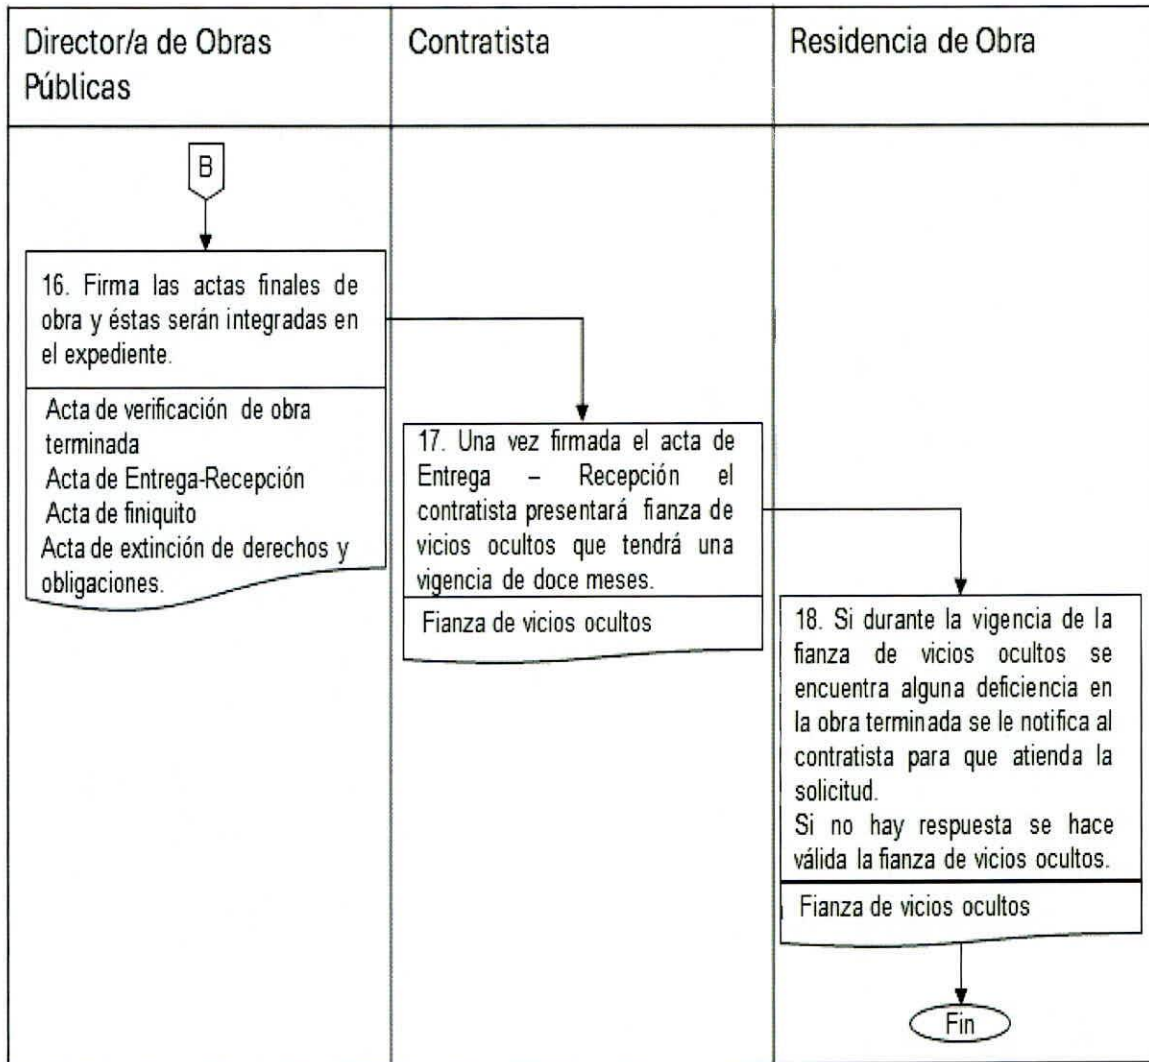 Director/a de Obras
Públicas
Contratista
Residencia de Obra
B
16. Firma las actas finales de
obra y éstas serán integradas en
el expediente.
Acta de verificación de obra
terminada
Acta de Entrega-Recepción
Acta de finiquito
Acta de extinción de derechos y
obligaciones.
17. Una vez firmada el acta de
Entrega – Recepción el
contratista presentará fianza de
vicios ocultos que tendrá una
vigencia de doce meses.
Fianza de vicios ocultos
18. Si durante la vigencia de la
fianza de vicios ocultos se
encuentra alguna deficiencia en
la obra terminada se le notifica al
contratista para que atienda la
solicitud.
Si no hay respuesta se hace
válida la fianza de vicios ocultos.
Fianza de vicios ocultos
Fin